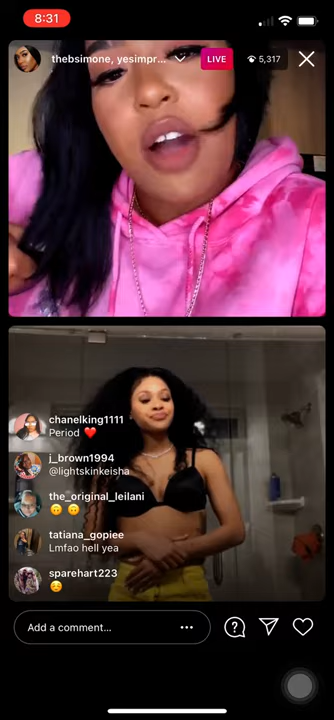 8:31
thebsimone, yesimpr...
LIVE
5,317
chanelking1111
Period ❤️
j_brown1994
@lightskinkeisha
the_original_leilani
tatiana_gopiee
Lmfao hell yea
sparehart223
Add a comment...